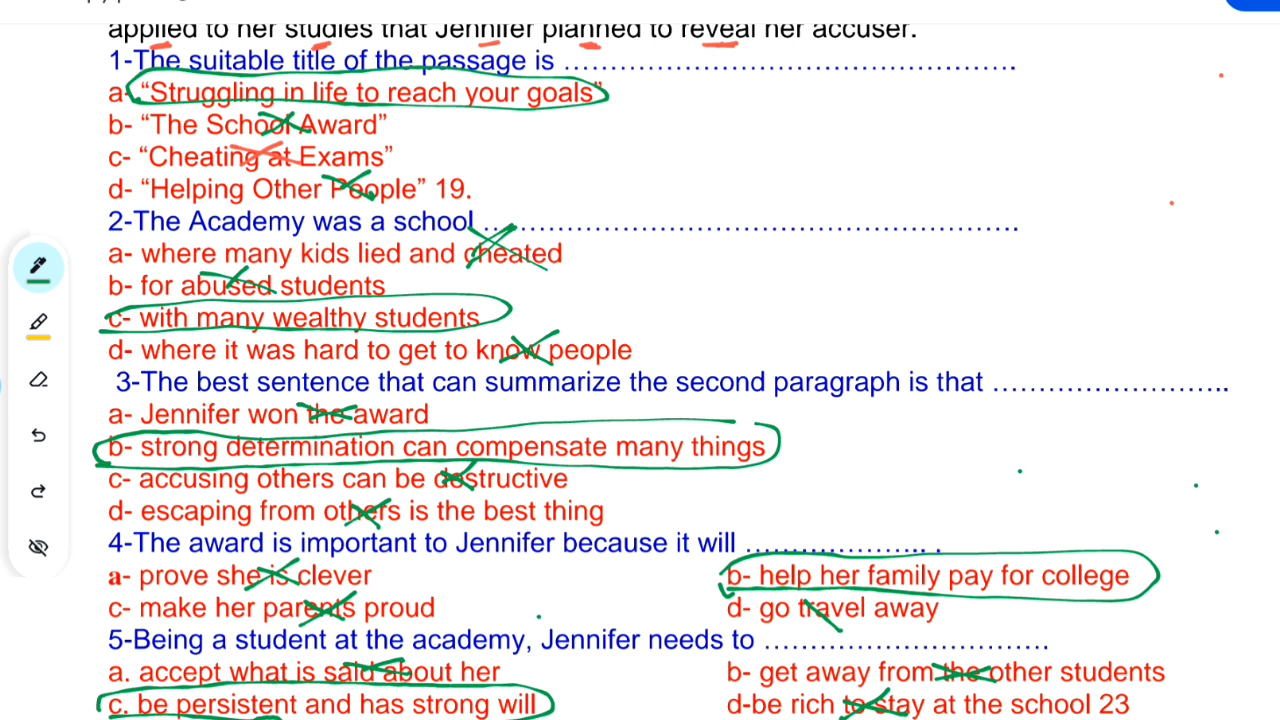 applied to her studies that Jennifer planned to reveal her accuser.
1-The suitable title of the passage is ……………………………………………
a- “Struggling in life to reach your goals”
b- “The School Award”
c- “Cheating at Exams”
d- “Helping Other People” 19.
2-The Academy was a school ……………………………………………………
a- where many kids lied and cheated
b- for abused students
c- with many wealthy students
d- where it was hard to get to know people
3-The best sentence that can summarize the second paragraph is that ……………………..
a- Jennifer won the award
b- strong determination can compensate many things
c- accusing others can be destructive
d- escaping from others is the best thing
4-The award is important to Jennifer because it will ……………….. .
a- prove she is clever b- help her family pay for college
c- make her parents proud d- go travel away
5-Being a student at the academy, Jennifer needs to ………………………….
a. accept what is said about her b- get away from the other students
c. be persistent and has strong will d-be rich to stay at the school 23